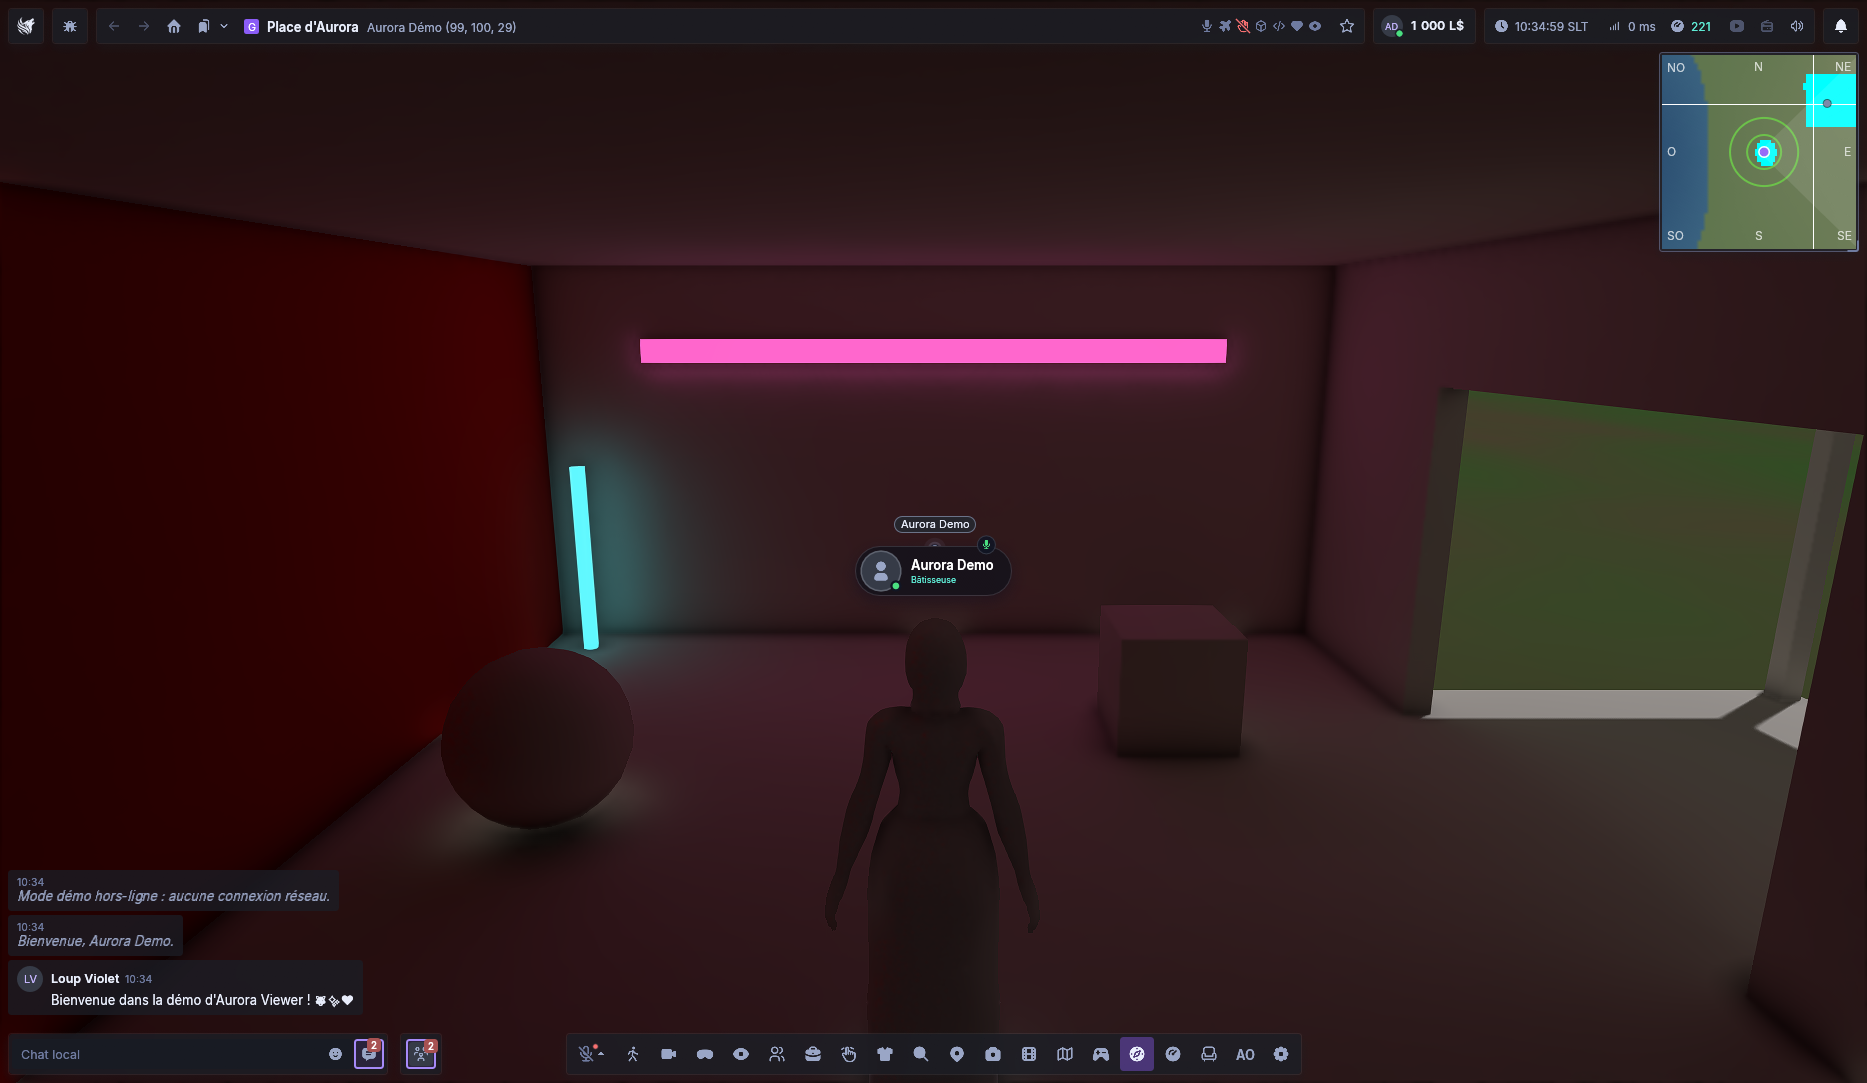 G Place d'Aurora Aurora Démo (99, 100, 29)
AD 1 000 L$ 10:34:59 SLT 0 ms 221
NO N NE
O E
SO S SE
Aurora Demo
Aurora Demo
Bâtisseuse
10:34
Mode démo hors-ligne : aucune connexion réseau.
10:34
Bienvenue, Aurora Demo.
LV Loup Violet 10:34
Bienvenue dans la démo d'Aurora Viewer !
Chat local 2 2 AO